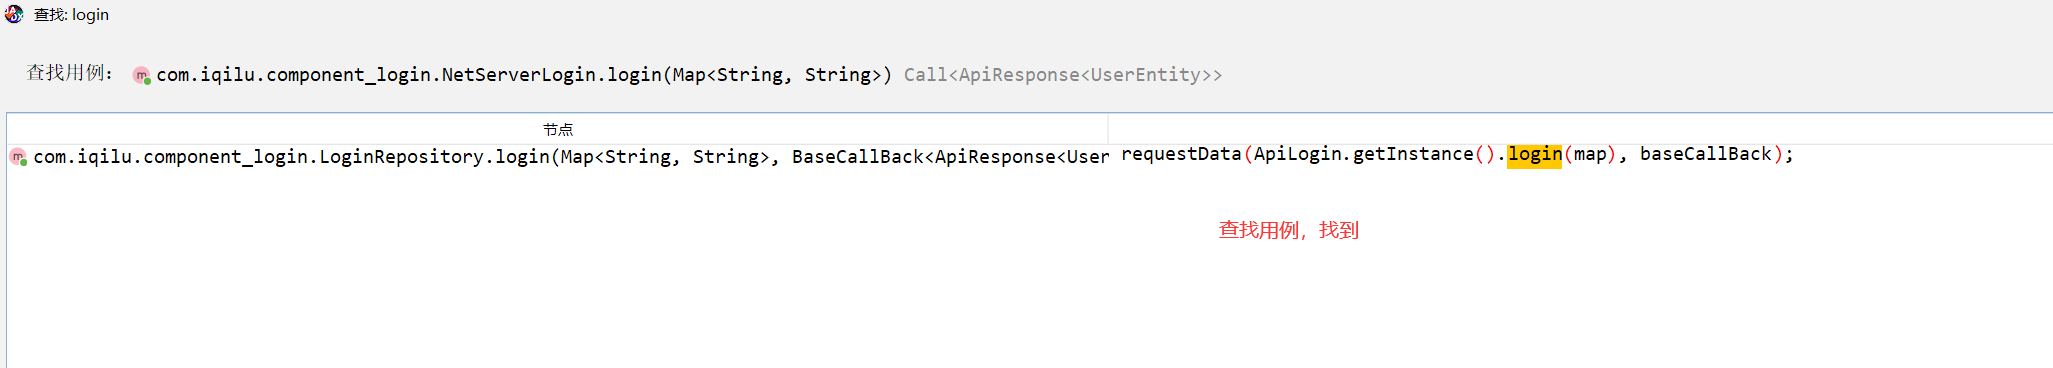 查找: login
查找用例： m com.iqilu.component_login.NetServerLogin.login(Map<String, String>) Call<ApiResponse<UserEntity>>
节点
m com.iqilu.component_login.LoginRepository.login(Map<String, String>, BaseCallBack<ApiResponse<User requestData(ApiLogin.getInstance().login(map), baseCallBack);
查找用例，找到